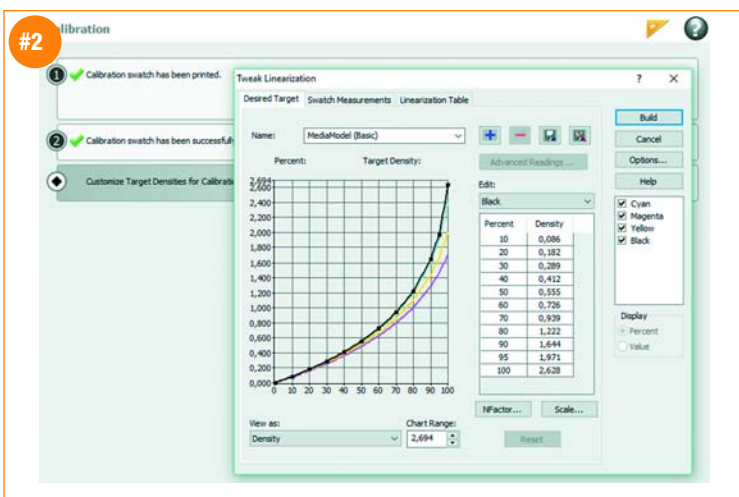 #2
libration
1 Calibration swatch has been printed.
2 Calibration swatch has been successful
Customize Target Densities for Calibratio
Tweak Linearization ? X
Desired Target Swatch Measurements Linearization Table
Name: MediaModel (Basic)
Percent: Target Density:
Advanced Readings ...
2,694
2,600
2,400
2,200
2,000
1,800
1,600
1,400
1,200
1,000
0,800
0,600
0,400
0,200
0,000
0 10 20 30 40 50 60 70 80 90 100
View as: Chart Range:
Density 2,694
Edit:
Black
Percent Density
10 0,086
20 0,182
30 0,289
40 0,412
50 0,555
60 0,726
70 0,939
80 1,222
90 1,644
95 1,971
100 2,628
NFactor... Scale...
Reset
Build
Cancel
Options...
Help
Cyan
Magenta
Yellow
Black
Display
Percent
Value